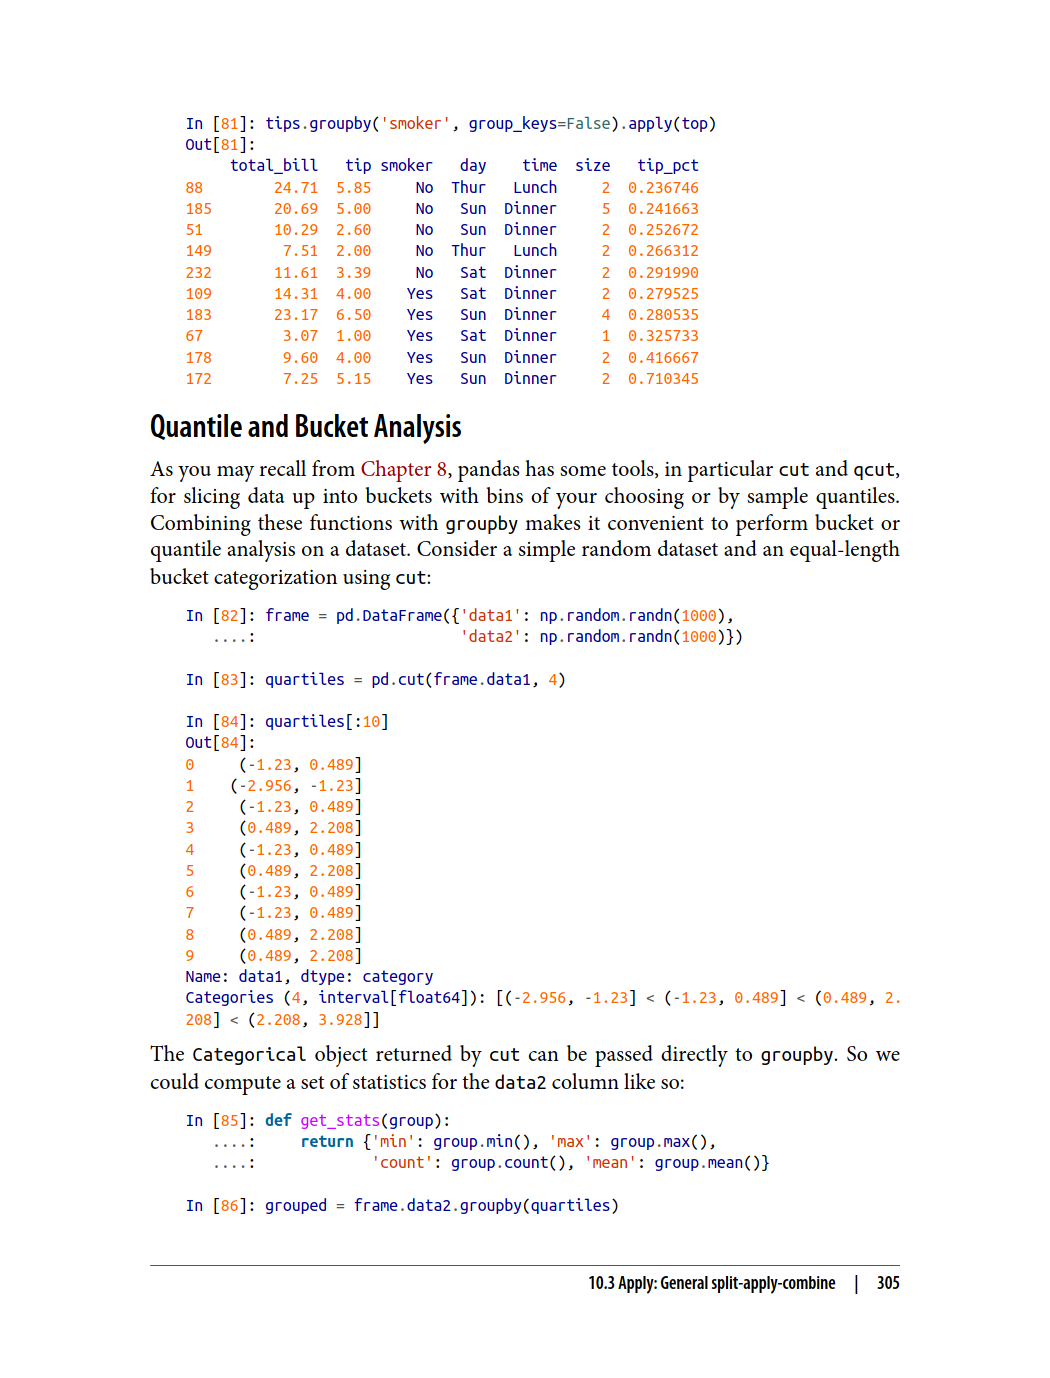 In [81]: tips.groupby('smoker', group_keys=False).apply(top)
Out[81]:
     total_bill   tip smoker   day    time  size   tip_pct
88        24.71  5.85     No  Thur   Lunch     2  0.236746
185       20.69  5.00     No   Sun  Dinner     5  0.241663
51        10.29  2.60     No   Sun  Dinner     2  0.252672
149        7.51  2.00     No  Thur   Lunch     2  0.266312
232       11.61  3.39     No   Sat  Dinner     2  0.291990
109       14.31  4.00    Yes   Sat  Dinner     2  0.279525
183       23.17  6.50    Yes   Sun  Dinner     4  0.280535
67         3.07  1.00    Yes   Sat  Dinner     1  0.325733
178        9.60  4.00    Yes   Sun  Dinner     2  0.416667
172        7.25  5.15    Yes   Sun  Dinner     2  0.710345
Quantile and Bucket Analysis
As you may recall from Chapter 8, pandas has some tools, in particular cut and qcut,
for slicing data up into buckets with bins of your choosing or by sample quantiles.
Combining these functions with groupby makes it convenient to perform bucket or
quantile analysis on a dataset. Consider a simple random dataset and an equal-length
bucket categorization using cut:
In [82]: frame = pd.DataFrame({'data1': np.random.randn(1000),
   ....:                       'data2': np.random.randn(1000)})
In [83]: quartiles = pd.cut(frame.data1, 4)
In [84]: quartiles[:10]
Out[84]:
0     (-1.23, 0.489]
1    (-2.956, -1.23]
2     (-1.23, 0.489]
3     (0.489, 2.208]
4     (-1.23, 0.489]
5     (0.489, 2.208]
6     (-1.23, 0.489]
7     (-1.23, 0.489]
8     (0.489, 2.208]
9     (0.489, 2.208]
Name: data1, dtype: category
Categories (4, interval[float64]): [(-2.956, -1.23] < (-1.23, 0.489] < (0.489, 2.
208] < (2.208, 3.928]]
The Categorical object returned by cut can be passed directly to groupby. So we
could compute a set of statistics for the data2 column like so:
In [85]: def get_stats(group):
   ....:     return {'min': group.min(), 'max': group.max(),
   ....:             'count': group.count(), 'mean': group.mean()}
In [86]: grouped = frame.data2.groupby(quartiles)
10.3 Apply: General split-apply-combine | 305